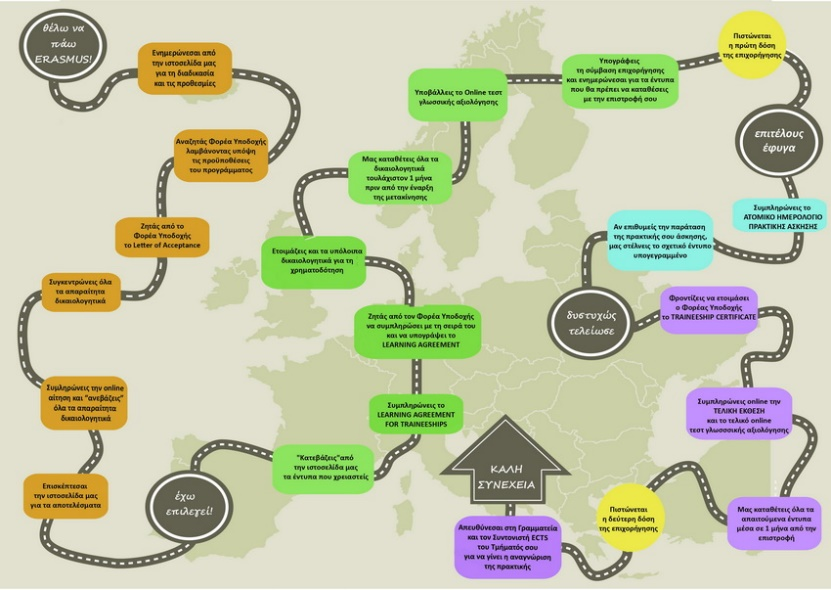 θέλω να
πάω
ERASMUS!
Ενημερώνεσαι από
την ιστοσελίδα μας
για τη διαδικασία
και τις προθεσμίες
Αναζητάς Φορέα Υποδοχής
λαμβάνοντας υπόψη
τις προϋποθέσεις
του προγράμματος
Ζητάς από το
Φορέα Υποδοχής
το Letter of Acceptance
Συγκεντρώνεις όλα
τα απαραίτητα
δικαιολογητικά
Συμληρώνεις την online
αίτηση και "ανεβάζεις"
όλα τα απαραίτητα
δικαιολογητικά
Επισκέπτεσαι
την ιστοσελίδα μας
για τα αποτελέσματα
έχω
επιλεγεί!
"Κατεβάζεις"από
την ιστοσελίδα μας
τα έντυπα που χρειαστείς
Συμπληρώνεις το
LEARNING AGREEMENT
FOR TRAINEESHIPS
Ζητάς από τον Φορέα Υποδοχής
να συμπληρώσει με τη σειρά του
και να υπογράψει το
LEARNING AGREEMENT
Ετοιμάζεις και τα υπόλοιπα
δικαιολογητικά για τη
χρηματοδότηση
Μας καταθέτεις όλα τα
δικαιολογητικά
τουλάχιστον 1 μήνα
πριν από την έναρξη
της μετακίνησης
Υποβάλλεις το Online τεστ
γλωσσικής αξιολόγησης
Υπογράφεις
τη σύμβαση επιχορήγησης
και ενημερώνεσαι για τα έντυπα
που θα πρέπει να καταθέσεις
με την επιστροφή σου
Πιστώνεται
η πρώτη δόση
της επιχορήγησης
επιτέλους
έφυγα
Συμπληρώνεις το
ΑΤΟΜΙΚΟ ΗΜΕΡΟΛΟΓΙΟ
ΠΡΑΚΤΙΚΗΣ ΑΣΚΗΣΗΣ
Αν επιθυμείς την παράταση
της πρακτικής σου άσκησης,
μας στέλνεις το σχετικό έντυπο
υπογεγραμμένο
δυστυχώς
τελείωσε
Φροντίζεις να ετοιμάσει
ο Φορέας Υποδοχής
το TRAINEESHIP CERTIFICATE
Συμπληρώνεις online την
ΤΕΛΙΚΗ ΕΚΘΕΣΗ
και το τελικό online
τεστ γλωσσσικής αξιολόγησης
Μας καταθέτεις όλα τα
απαιτούμενα έντυπα
μέσα σε 1 μήνα από την
επιστροφή
Πιστώνεται
η δεύτερη δόση
της επιχορήγησης
Απευθύνεσαι στη Γραμματεία
και τον Συντονιστή ECTS
του Τμήματός σου
για να γίνει η αναγνώριση
της πρακτικής
ΚΑΛΗ
ΣΥΝΕΧΕΙΑ